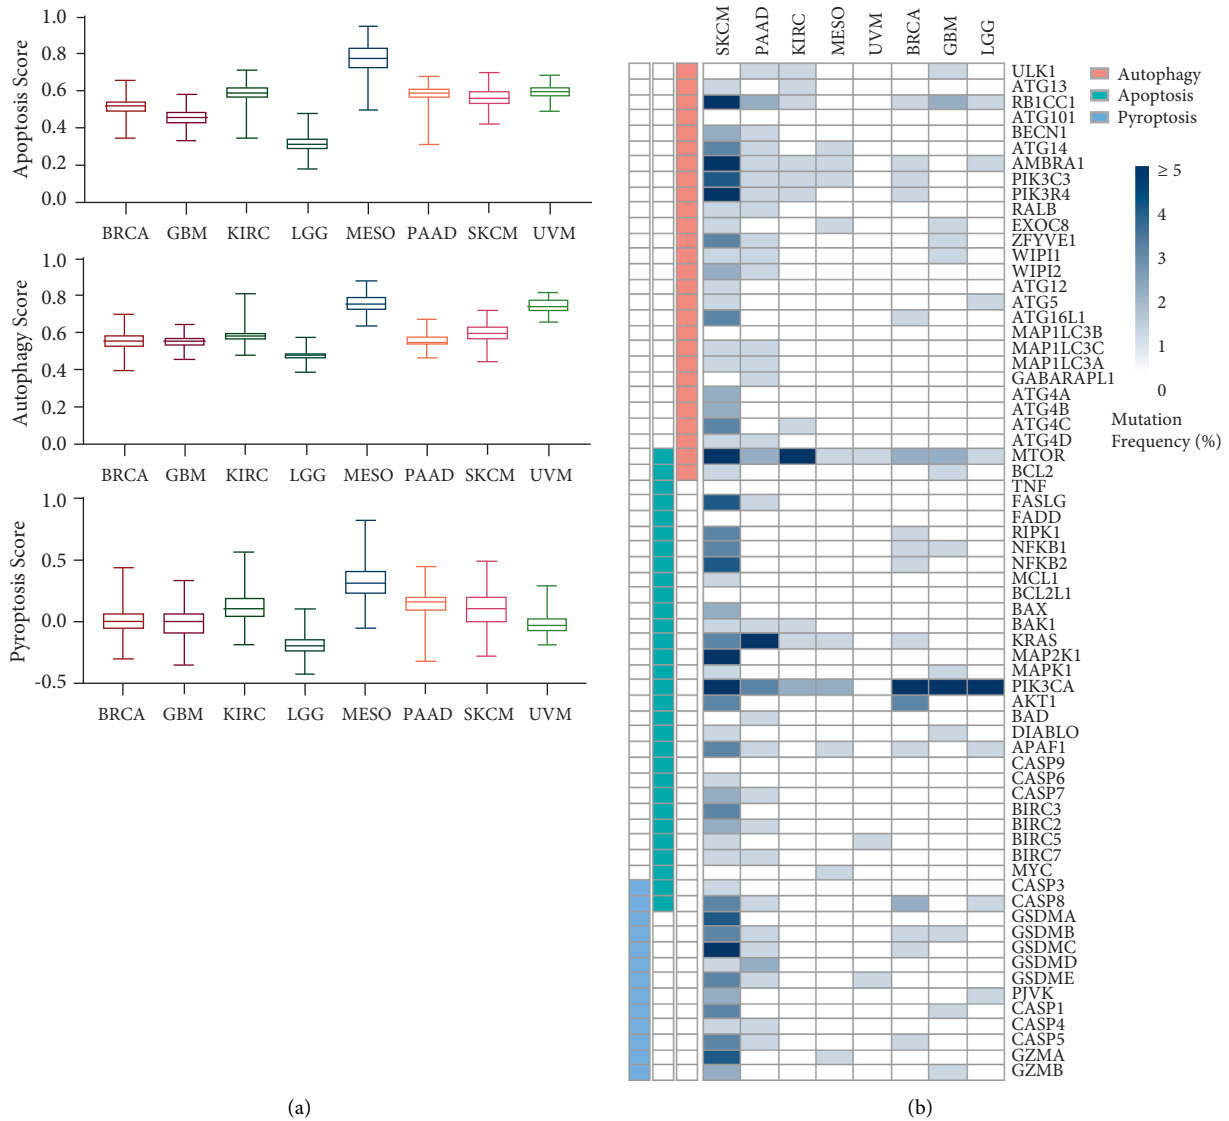 Apoptosis Score
1.0
0.8
0.6
0.4
0.2
0.0
BRCA GBM KIRC LGG MESO PAAD SKCM UVM
Autophagy Score
1.0
0.8
0.6
0.4
0.2
0.0
BRCA GBM KIRC LGG MESO PAAD SKCM UVM
Pyroptosis Score
1.0
0.5
0.0
-0.5
BRCA GBM KIRC LGG MESO PAAD SKCM UVM
(a)
SKCM PAAD KIRC MESO UVM BRCA GBM LGG
ULK1
ATG13
RB1CC1
ATG101
BECN1
ATG14
AMBRA1
PIK3C3
PIK3R4
RALB
EXOC8
ZFYVE1
WIPI1
WIPI2
ATG12
ATG5
ATG16L1
MAP1LC3B
MAP1LC3C
MAP1LC3A
GABARAPL1
ATG4A
ATG4B
ATG4C
ATG4D
MTOR
BCL2
TNF
FASLG
FADD
RIPK1
NFKB1
NFKB2
MCL1
BCL2L1
BAX
BAK1
KRAS
MAP2K1
MAPK1
PIK3CA
AKT1
BAD
DIABLO
APAF1
CASP9
CASP6
CASP7
BIRC3
BIRC2
BIRC5
BIRC7
MYC
CASP3
CASP8
GSDMA
GSDMB
GSDMC
GSDMD
GSDME
PJVK
CASP1
CASP4
CASP5
GZMA
GZMB
Autophagy
Apoptosis
Pyroptosis
≥ 5
4
3
2
1
0
Mutation
Frequency (%)
(b)